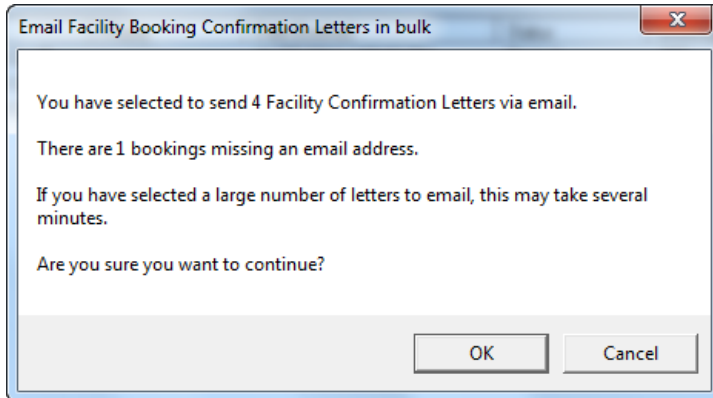 Email Facility Booking Confirmation Letters in bulk
You have selected to send 4 Facility Confirmation Letters via email.
There are 1 bookings missing an email address.
If you have selected a large number of letters to email, this may take several
minutes.
Are you sure you want to continue?
OK
Cancel